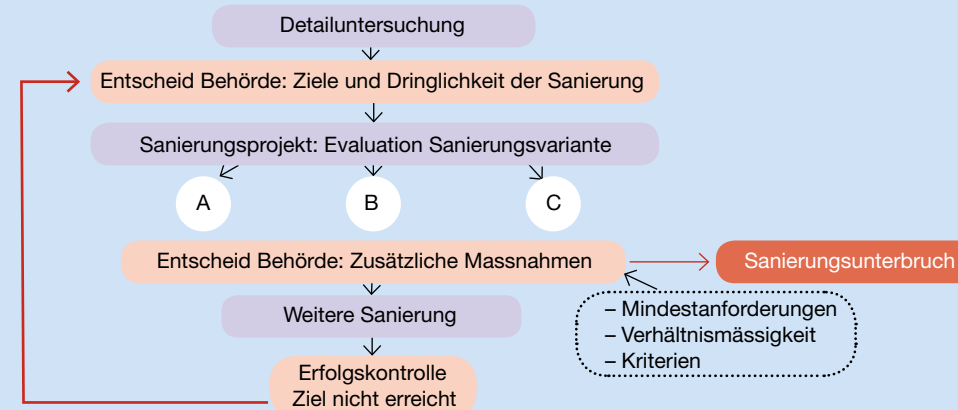 Detailuntersuchung
Entscheid Behörde: Ziele und Dringlichkeit der Sanierung
Sanierungsprojekt: Evaluation Sanierungsvariante
A
B
C
Entscheid Behörde: Zusätzliche Massnahmen
Sanierungsunterbruch
Weitere Sanierung
– Mindestanforderungen
– Verhältnismässigkeit
– Kriterien
Erfolgskontrolle
Ziel nicht erreicht